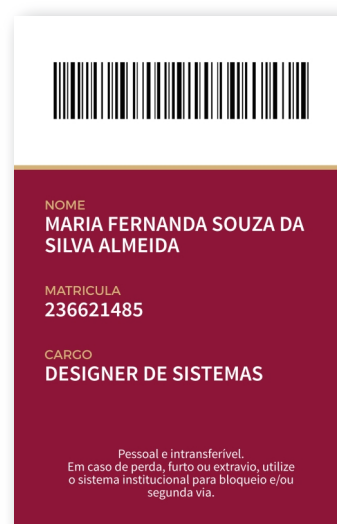 NOME
MARIA FERNANDA SOUZA DA
SILVA ALMEIDA
MATRICULA
236621485
CARGO
DESIGNER DE SISTEMAS
Pessoal e intransferível.
Em caso de perda, furto ou extravio, utilize
o sistema institucional para bloqueio e/ou
segunda via.